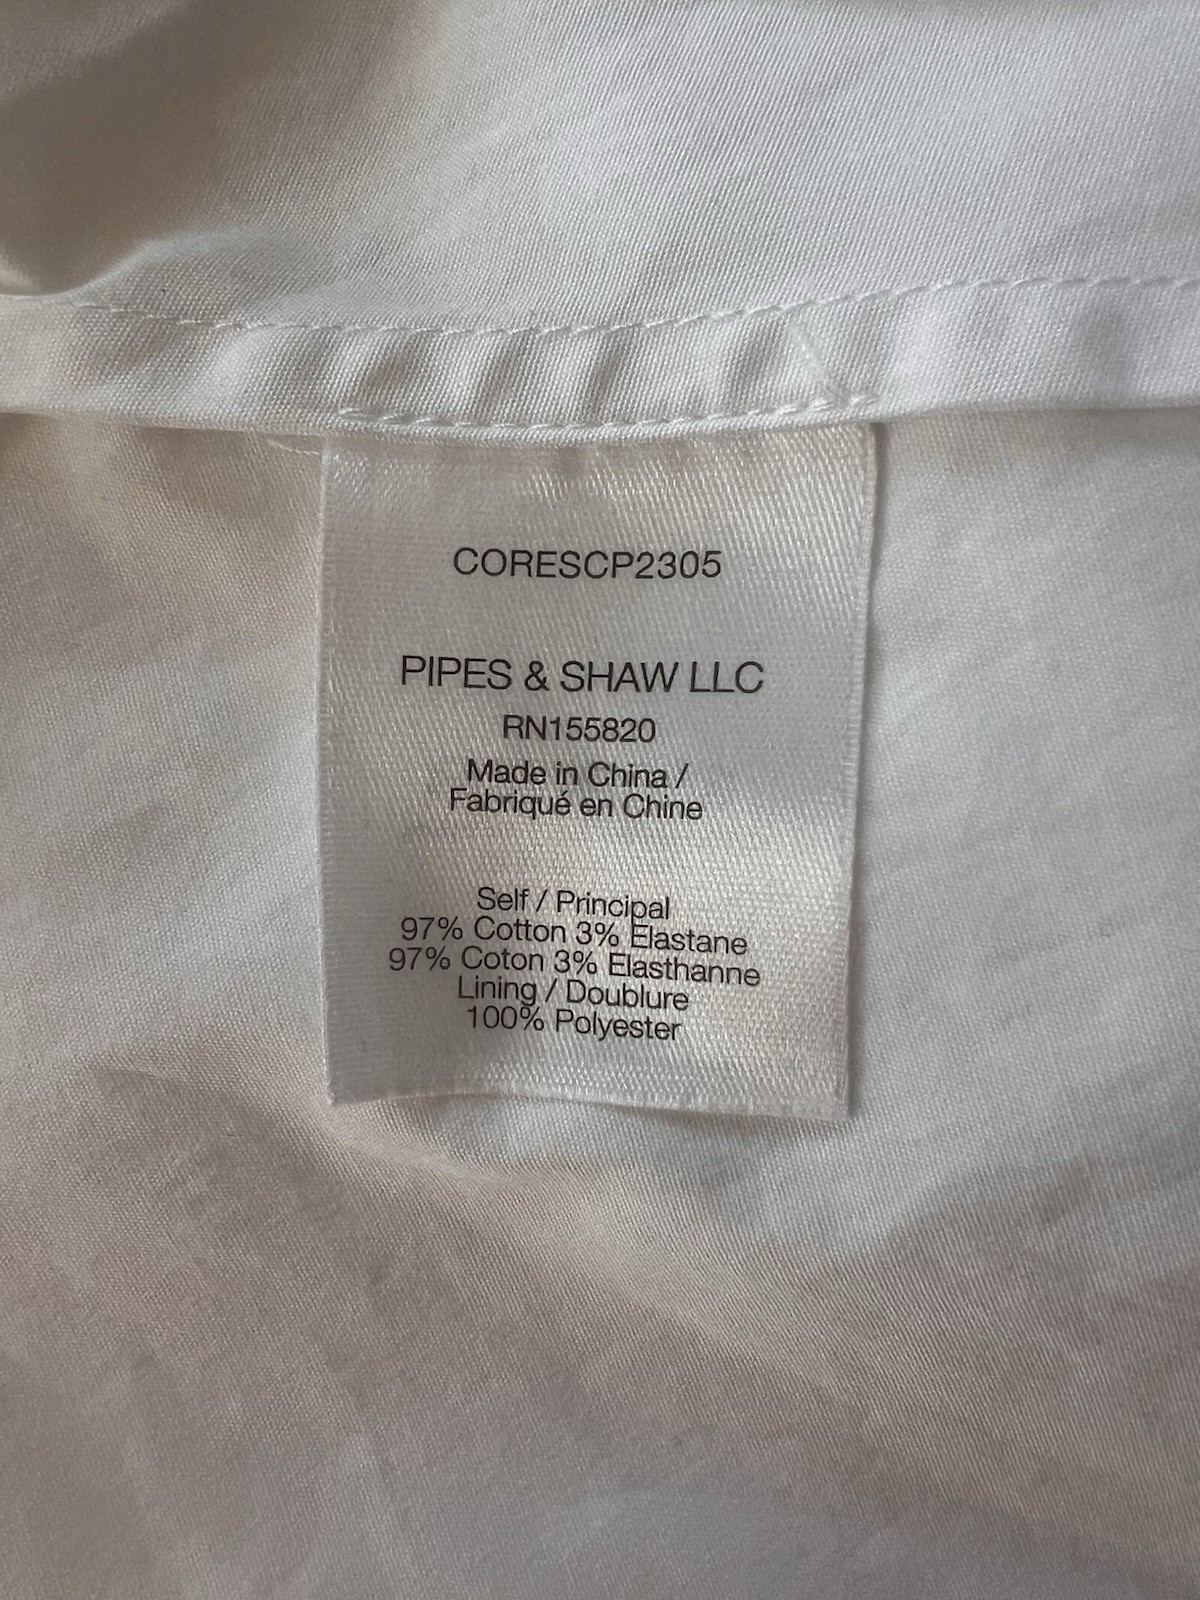 CORESCP2305
PIPES & SHAW LLC
RN155820
Made in China /
Fabriqué en Chine
Self / Principal
97% Cotton 3% Elastane
97% Coton 3% Elasthanne
Lining / Doublure
100% Polyester